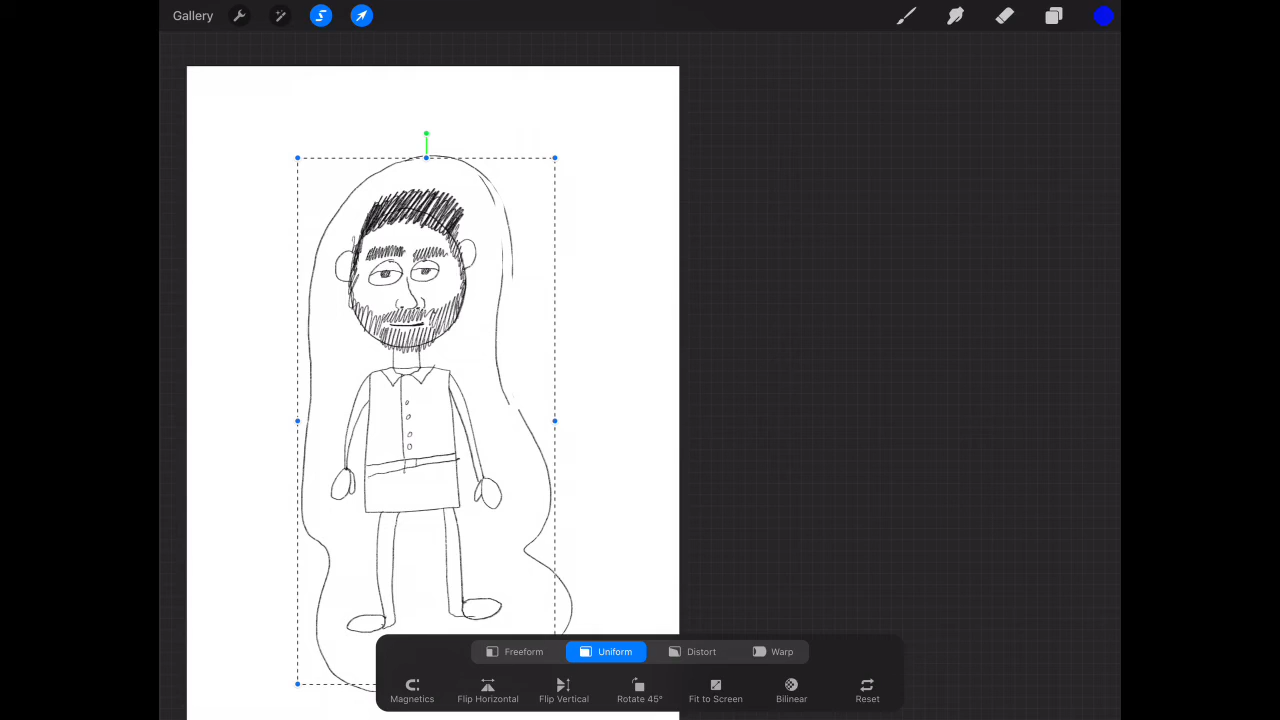 Gallery
Freeform Uniform Distort Warp
Magnetics Flip Horizontal Flip Vertical Rotate 45° Fit to Screen Bilinear Reset